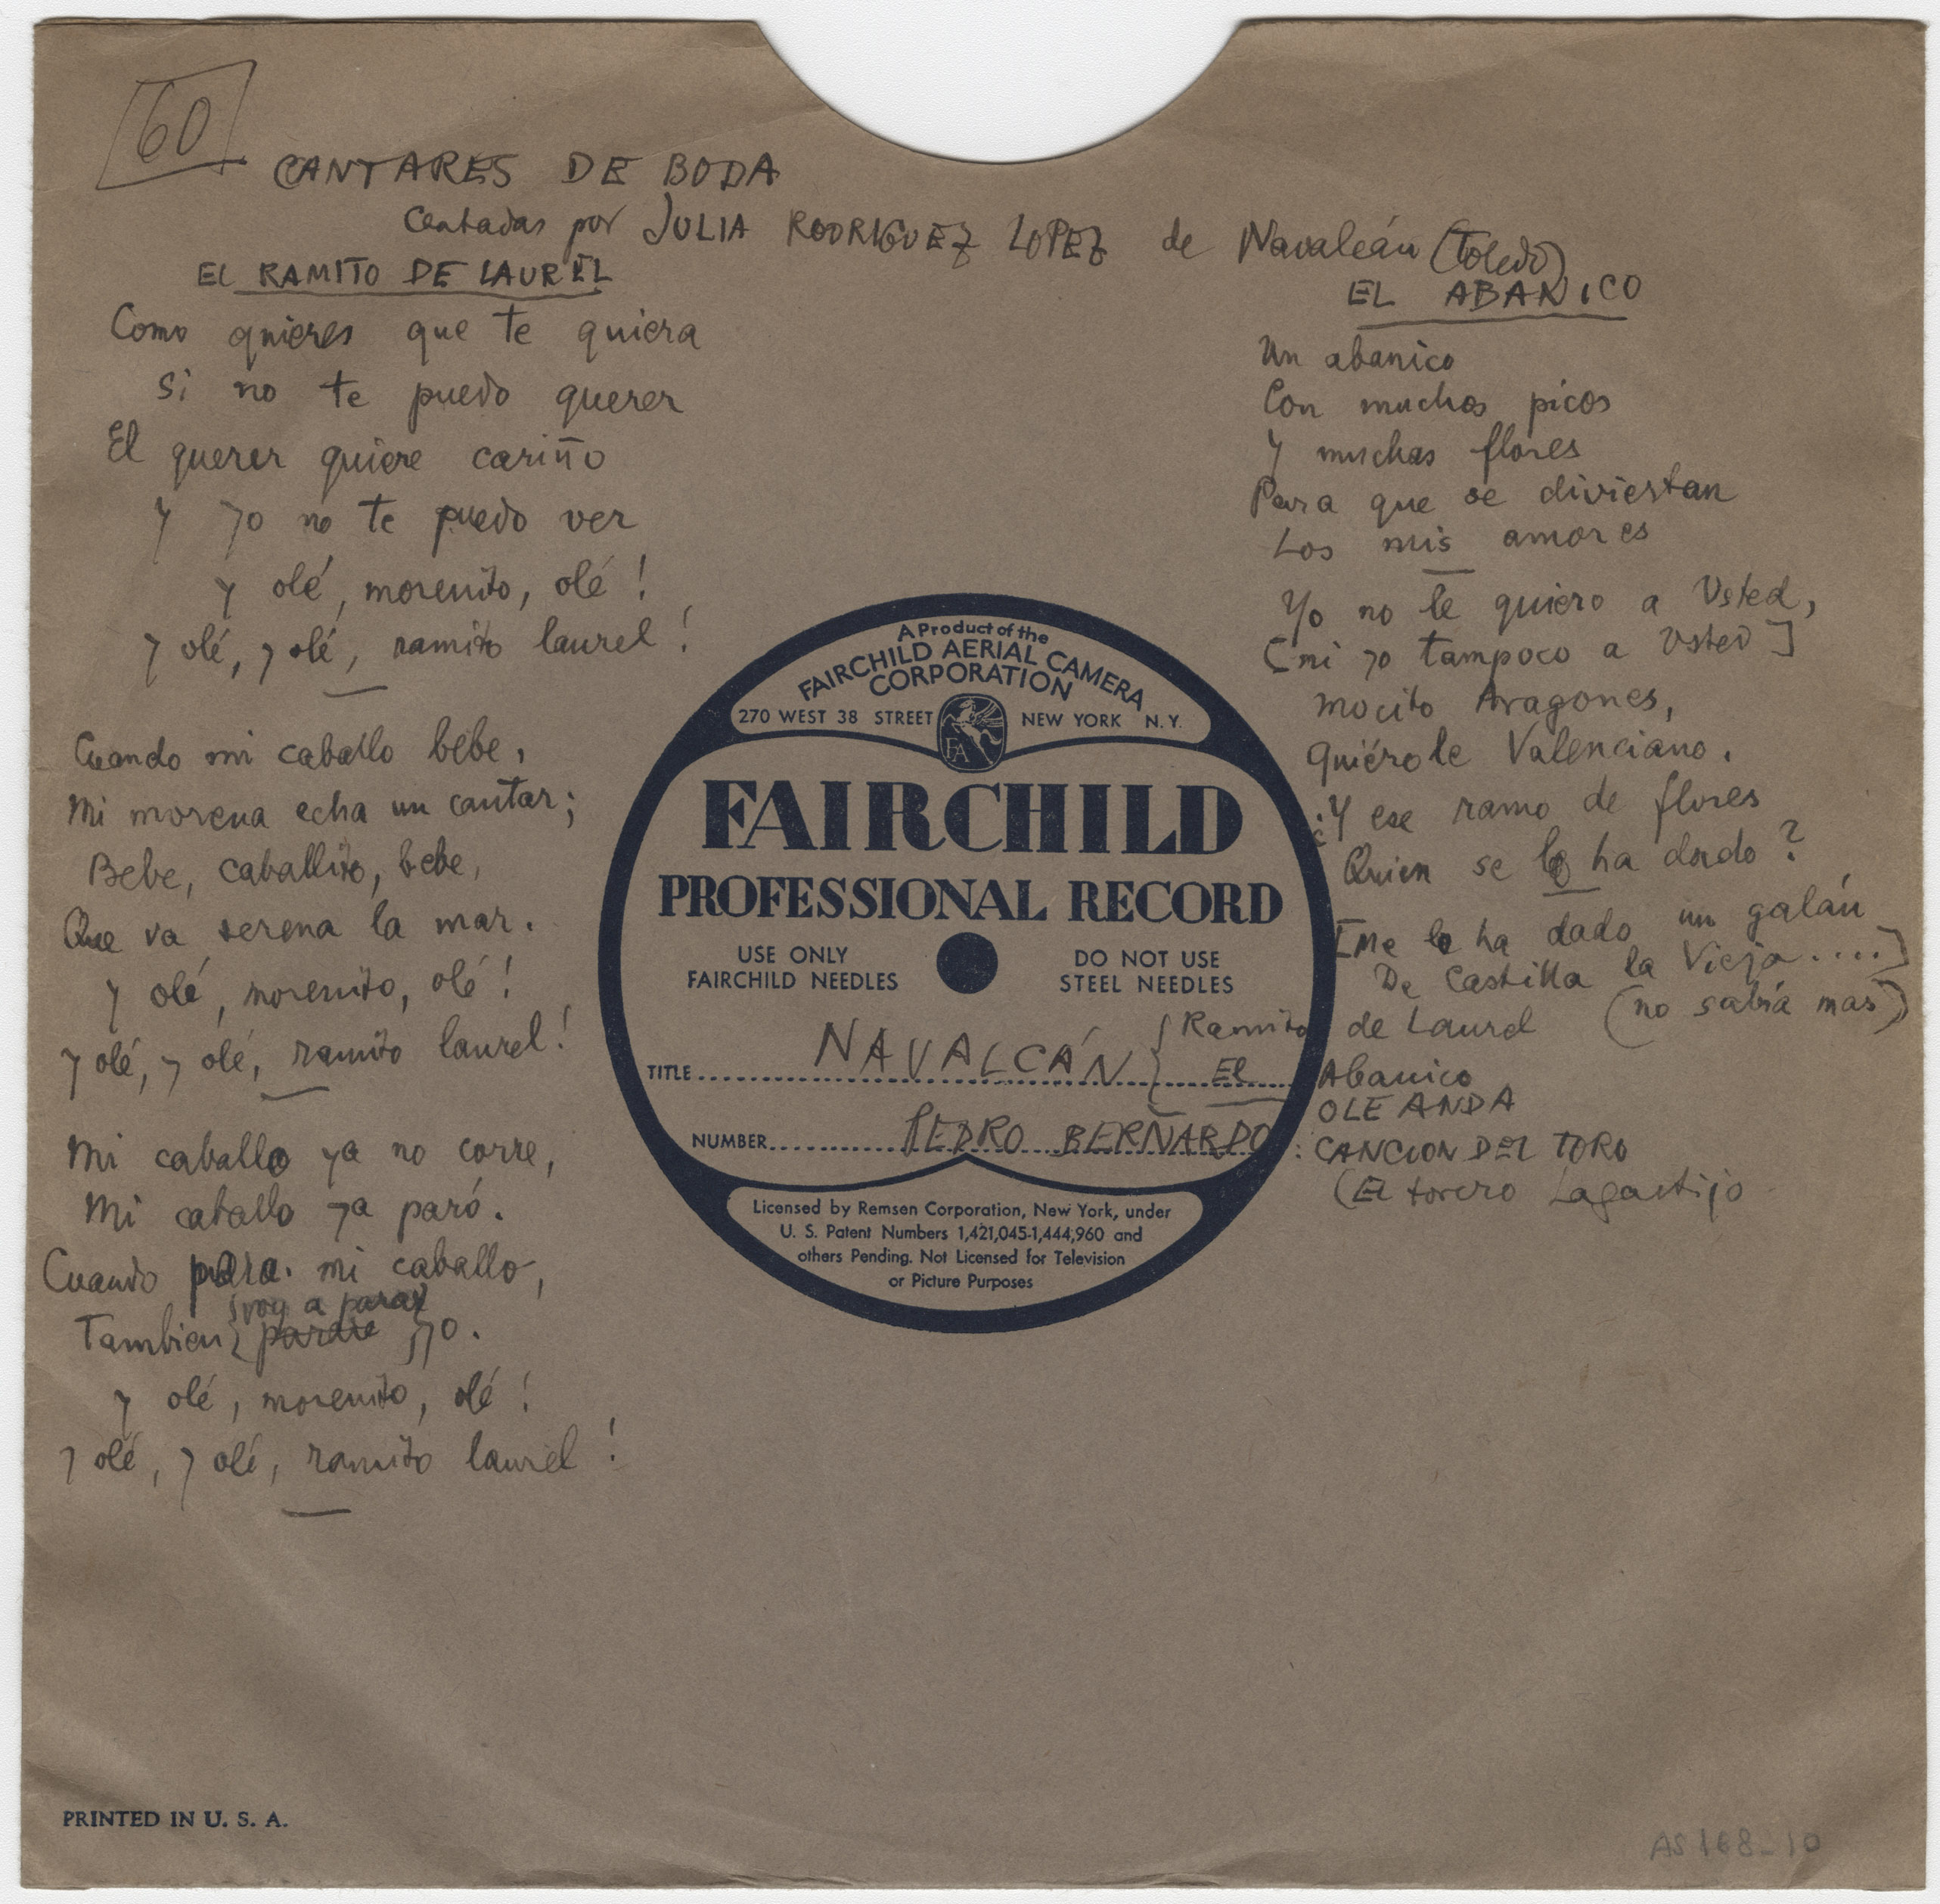 60
CANTARES DE BODA
Cantadas por JULIA RODRIGUEZ LOPEZ de Navalcán (Toledo)
EL RAMITO DE LAUREL
Como quieres que te quiera
si no te puedo querer
El querer quiere cariño
y yo no te puedo ver
y olé, morenito, olé!
y olé, y olé, ramito laurel!
Cuando mi caballo bebe,
Mi morena echa un cantar;
Bebe, caballito, bebe,
Que va serena la mar.
y olé, morenito, olé!
y olé, y olé, ramito laurel!
Mi caballo ya no corre,
Mi caballo ya paró.
Cuando para mi caballo,
voy a parar
Tambien { pararé } yo.
y olé, morenito, olé!
y olé, y olé, ramito laurel!
EL ABANICO
Un abanico
Con muchos picos
Y muchas flores
Para que se diviertan
Los mis amores
Yo no le quiero a Usted,
[ni yo tampoco a Usted]
Mocito Aragones,
Quiérole Valenciano.
¿Y ese ramo de flores
Quien se lo ha dado?
[Me lo ha dado un galán
De Castilla la Vieja....]
(no sabía mas)
A Product of the
FAIRCHILD AERIAL CAMERA
CORPORATION
270 WEST 38 STREET NEW YORK N.Y.
FA
FAIRCHILD
PROFESSIONAL RECORD
USE ONLY
FAIRCHILD NEEDLES
DO NOT USE
STEEL NEEDLES
TITLE NAVALCÁN { Ramito de Laurel
El Abanico
OLE ANDA
NUMBER PEDRO BERNARDO: CANCION DEL TORO
(El torero Lagartijo
Licensed by Remsen Corporation, New York, under
U. S. Patent Numbers 1,421,045-1,444,960 and
others Pending. Not Licensed for Television
or Picture Purposes
PRINTED IN U. S. A.
AS 168-10